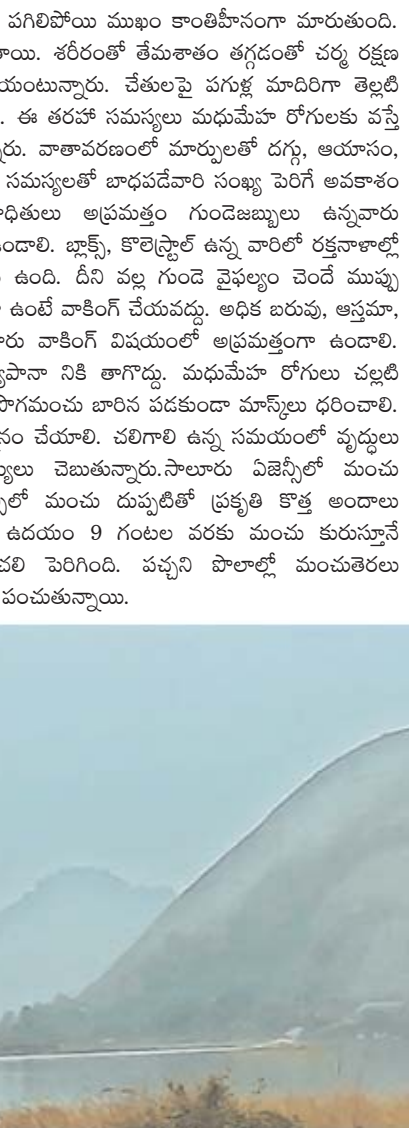 పగిలిపోయి ముఖం కాంతిహీనంగా మారుతుంది.
తాయి. శరీరంతో తేమశాతం తగ్గడంతో చర్మ రక్షణ
యంటున్నారు. చేతులపై పగుళ్ల మాదిరిగా తెల్లటి
. ఈ తరహా సమస్యలు మధుమేహ రోగులకు వస్తే
రు. వాతావరణంలో మార్పులతో దగ్గు, ఆయాసం,
సమస్యలతో బాధపడేవారి సంఖ్య పెరిగే అవకాశం
ాధితులు అప్రమత్తం గుండెజబ్బులు ఉన్నవారు
ండాలి. బ్లాక్స్, కొలెస్ట్రాల్ ఉన్న వారిలో రక్తనాళాల్లో
ఉంది. దీని వల్ల గుండె వైఫల్యం చెందే ముప్పు
ఉంటే వాకింగ్ చేయవద్దు. అధిక బరువు, ఆస్తమా,
రు వాకింగ్ విషయంలో అప్రమత్తంగా ఉండాలి.
్యపానా నికి తాగొద్దు. మధుమేహ రోగులు చల్లటి
పొగమంచు బారిన పడకుండా మాస్క్‌లు ధరించాలి.
నం చేయాలి. చలిగాలి ఉన్న సమయంలో వృద్ధులు
్యలు చెబుతున్నారు.సాలూరు ఏజెన్సీలో మంచు
్సలో మంచు దుప్పటితో ప్రకృతి కొత్త అందాలు
ఉదయం 9 గంటల వరకు మంచు కురుస్తూనే
చలి పెరిగింది. పచ్చని పొలాల్లో మంచుతెరలు
పంచుతున్నాయి.